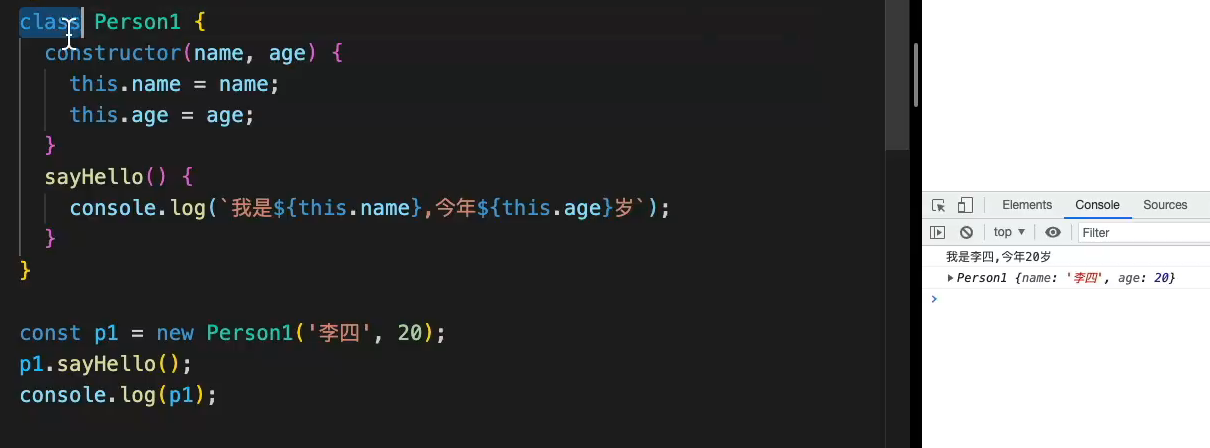 class Person1 {
constructor(name, age) {
this.name = name;
this.age = age;
}
sayHello() {
console.log(`我是${this.name},今年${this.age}岁`);
}
}
const p1 = new Person1('李四', 20);
p1.sayHello();
console.log(p1);
Elements Console Sources
top ▼ Filter
我是李四,今年20岁
▶ Person1 {name: '李四', age: 20}
>